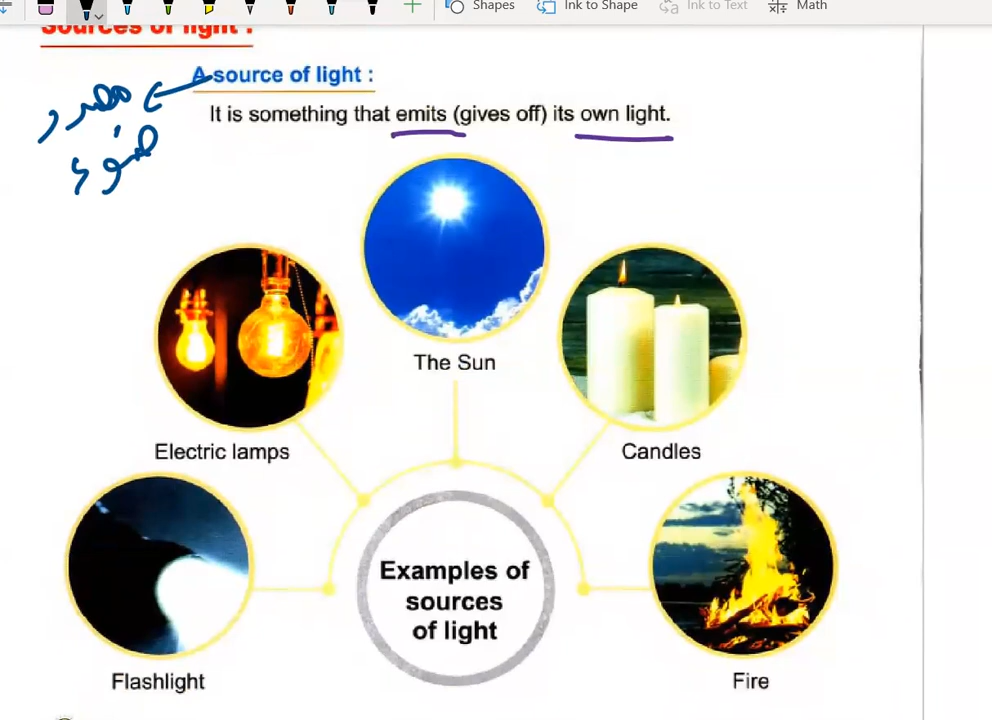 Shapes Ink to Shape Ink to Text Math
Sources of light :
A source of light :
It is something that emits (gives off) its own light.
مصدر
ضوء
The Sun
Electric lamps
Candles
Examples of
sources
of light
Flashlight
Fire